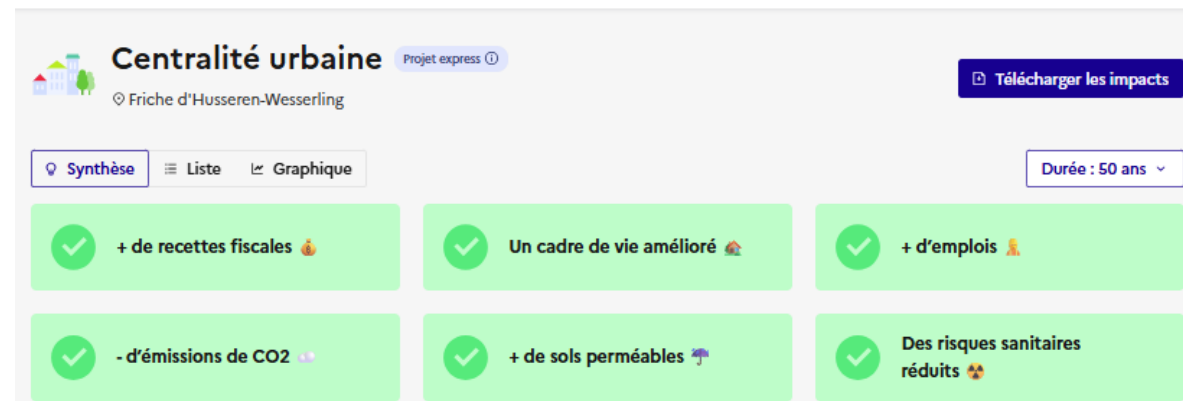 Centralité urbaine Projet express
Friche d'Husseren-Wesserling
Télécharger les impacts
Synthèse Liste Graphique
Durée : 50 ans
+ de recettes fiscales
Un cadre de vie amélioré
+ d’emplois
- d’émissions de CO2
+ de sols perméables
Des risques sanitaires
réduits